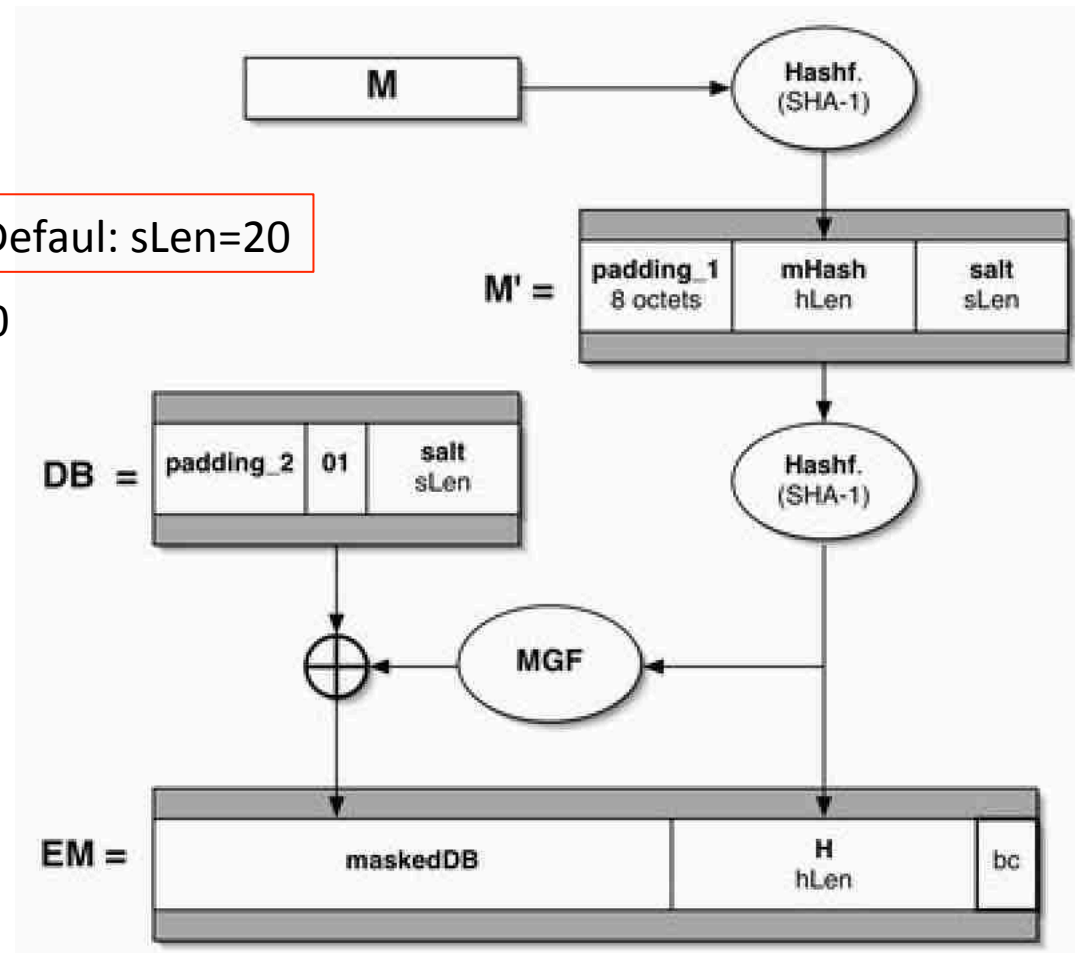 M
Hashf.
(SHA-1)
Defaul: sLen=20
0
M' =
padding_1
8 octets
mHash
hLen
salt
sLen
DB =
padding_2
01
salt
sLen
Hashf.
(SHA-1)
MGF
EM =
maskedDB
H
hLen
bc